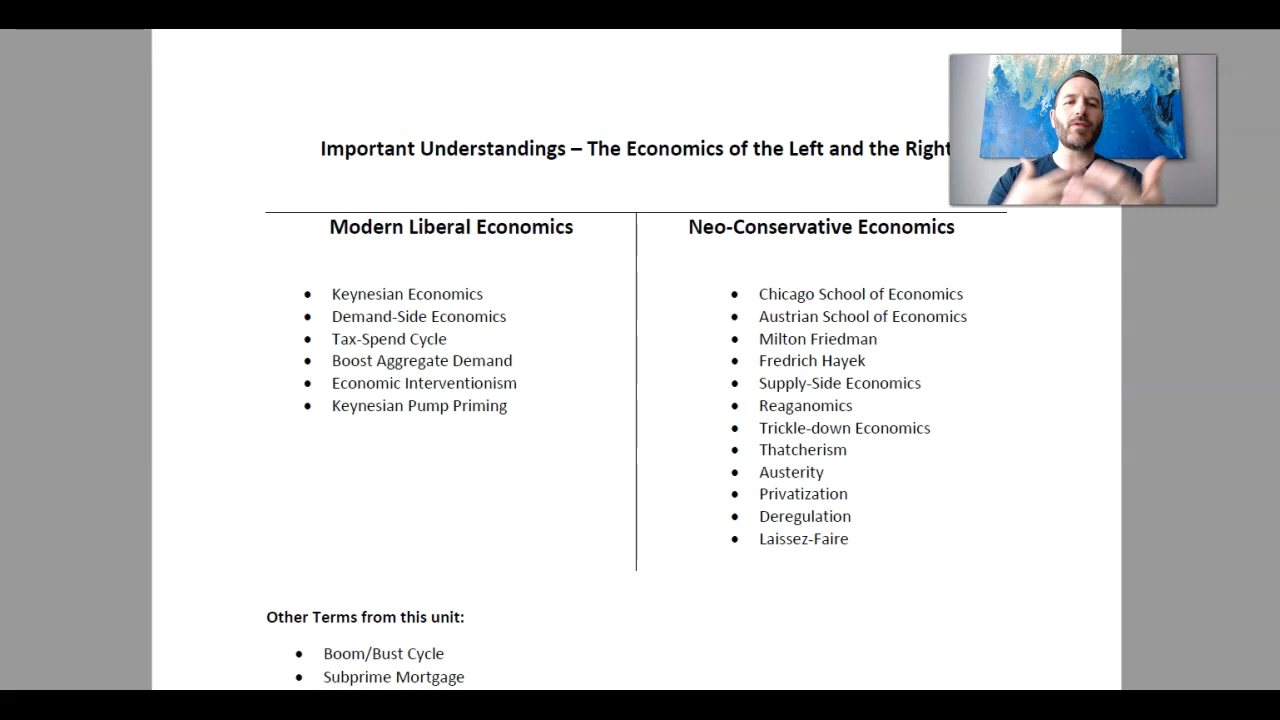 Important Understandings – The Economics of the Left and the Right
Modern Liberal Economics
• Keynesian Economics
• Demand-Side Economics
• Tax-Spend Cycle
• Boost Aggregate Demand
• Economic Interventionism
• Keynesian Pump Priming
Neo-Conservative Economics
• Chicago School of Economics
• Austrian School of Economics
• Milton Friedman
• Fredrich Hayek
• Supply-Side Economics
• Reaganomics
• Trickle-down Economics
• Thatcherism
• Austerity
• Privatization
• Deregulation
• Laissez-Faire
Other Terms from this unit:
• Boom/Bust Cycle
• Subprime Mortgage